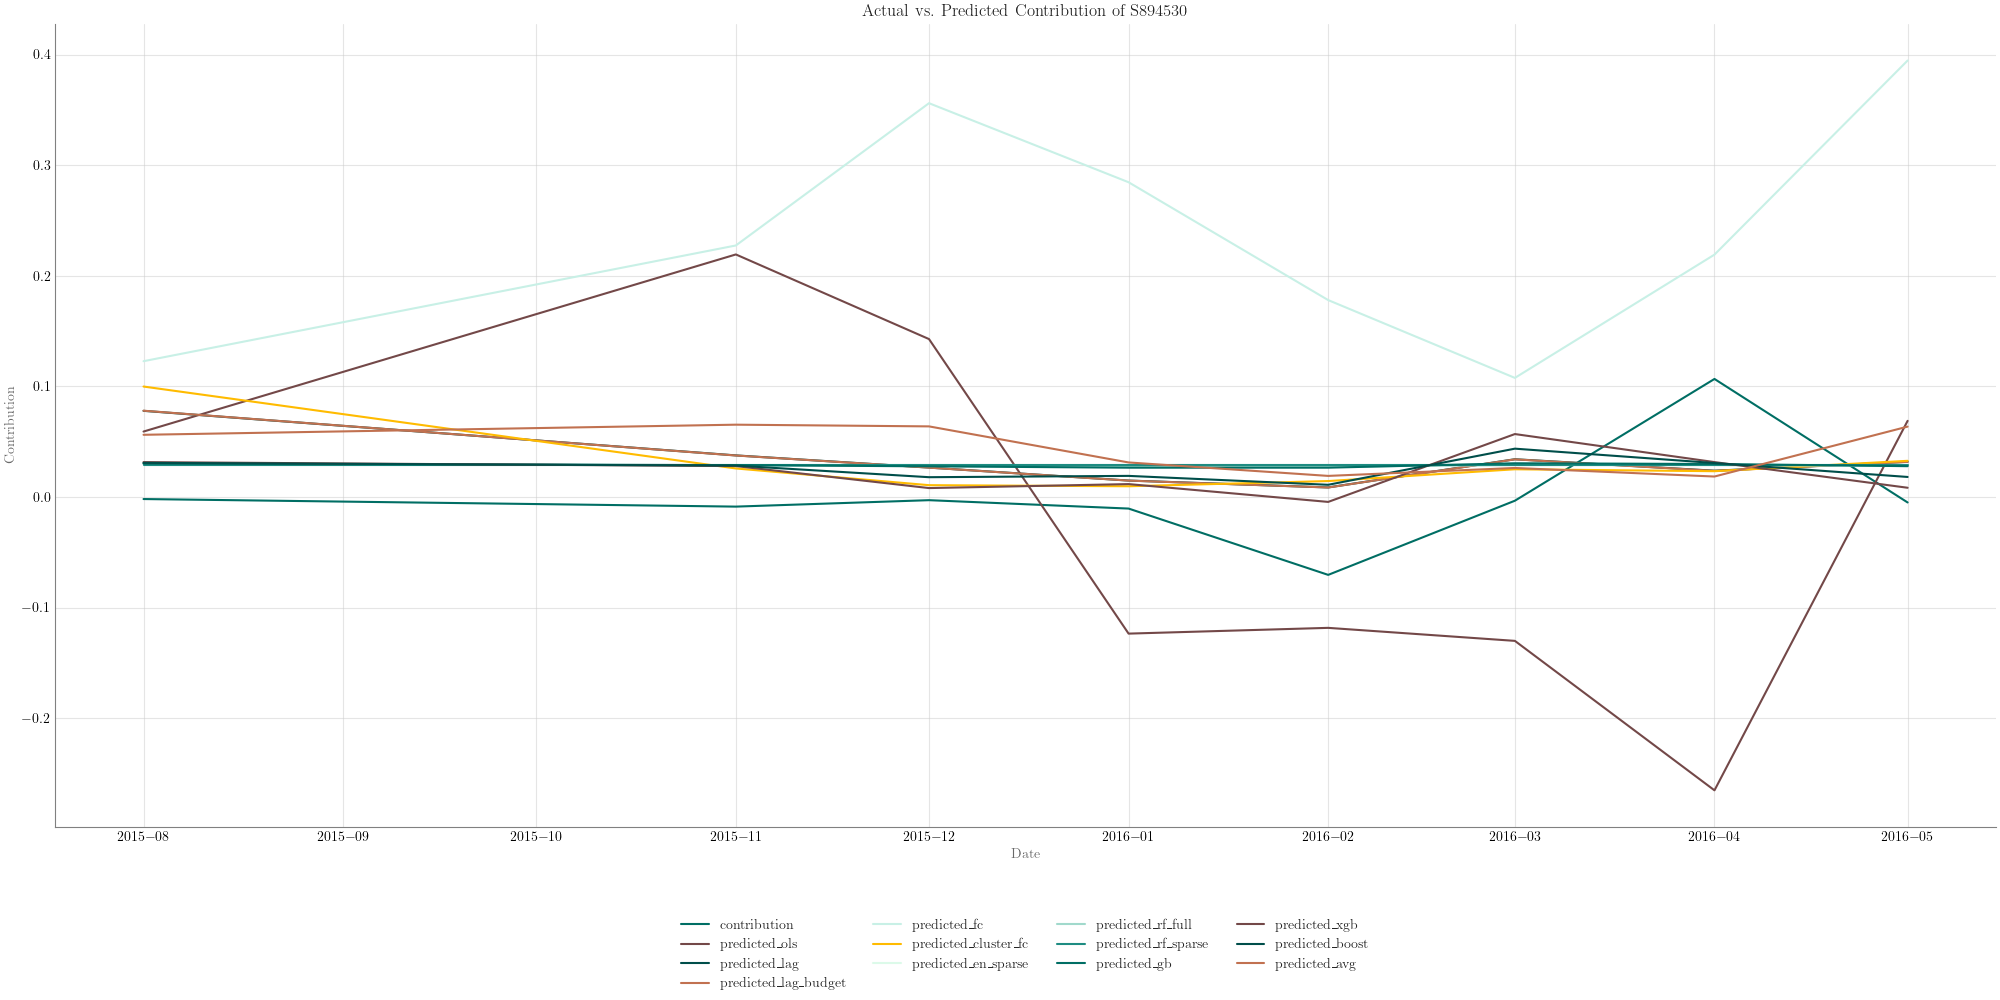 Actual vs. Predicted Contribution of S894530
0.4
0.3
0.2
0.1
0.0
−0.1
−0.2
Contribution
2015−08 2015−09 2015−10 2015−11 2015−12 2016−01 2016−02 2016−03 2016−04 2016−05
Date
contribution predicted_fc predicted_rf_full predicted_xgb
predicted_ols predicted_cluster_fc predicted_rf_sparse predicted_boost
predicted_lag predicted_en_sparse predicted_gb predicted_avg
predicted_lag_budget